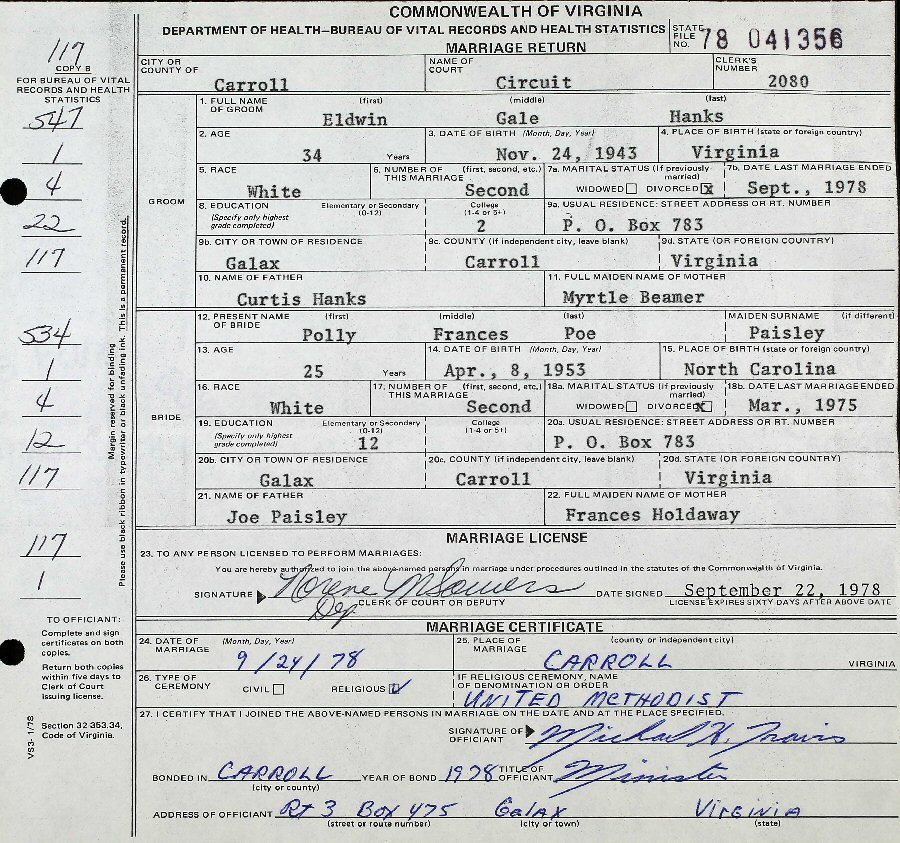 COMMONWEALTH OF VIRGINIA
DEPARTMENT OF HEALTH—BUREAU OF VITAL RECORDS AND HEALTH STATISTICS
MARRIAGE RETURN
STATE FILE NO. 78 041356
117
COPY B
FOR BUREAU OF VITAL
RECORDS AND HEALTH
STATISTICS
547
1
4
22
117
534
1
4
12
117
117
1
Margin reserved for binding
Please use black ribbon in typewriter or black unfading ink. This is a permanent record.
CITY OR COUNTY OF Carroll NAME OF COURT Circuit CLERK'S NUMBER 2080
GROOM
1. FULL NAME OF GROOM (first) (middle) (last)
Eldwin Gale Hanks
2. AGE 34 Years 3. DATE OF BIRTH (Month, Day, Year) Nov. 24, 1943 4. PLACE OF BIRTH (state or foreign country) Virginia
5. RACE White 6. NUMBER OF THIS MARRIAGE (first, second, etc.) Second 7a. MARITAL STATUS (If previously married) WIDOWED DIVORCED X 7b. DATE LAST MARRIAGE ENDED Sept., 1978
8. EDUCATION (Specify only highest grade completed) Elementary or Secondary (0-12) College (1-4 or 5+) 2 9a. USUAL RESIDENCE: STREET ADDRESS OR RT. NUMBER P. O. Box 783
9b. CITY OR TOWN OF RESIDENCE Galax 9c. COUNTY (If independent city, leave blank) Carroll 9d. STATE (OR FOREIGN COUNTRY) Virginia
10. NAME OF FATHER Curtis Hanks 11. FULL MAIDEN NAME OF MOTHER Myrtle Beamer
BRIDE
12. PRESENT NAME OF BRIDE (first) (middle) (last) MAIDEN SURNAME (if different)
Polly Frances Poe Paisley
13. AGE 25 Years 14. DATE OF BIRTH (Month, Day, Year) Apr., 8, 1953 15. PLACE OF BIRTH (state or foreign country) North Carolina
16. RACE White 17. NUMBER OF THIS MARRIAGE (first, second, etc.) Second 18a. MARITAL STATUS (If previously married) WIDOWED DIVORCED X 18b. DATE LAST MARRIAGE ENDED Mar., 1975
19. EDUCATION (Specify only highest grade completed) Elementary or Secondary (0-12) 12 College (1-4 or 5+) 20a. USUAL RESIDENCE: STREET ADDRESS OR RT. NUMBER P. O. Box 783
20b. CITY OR TOWN OF RESIDENCE Galax 20c. COUNTY (If independent city, leave blank) Carroll 20d. STATE (OR FOREIGN COUNTRY) Virginia
21. NAME OF FATHER Joe Paisley 22. FULL MAIDEN NAME OF MOTHER Frances Holdaway
MARRIAGE LICENSE
23. TO ANY PERSON LICENSED TO PERFORM MARRIAGES:
You are hereby authorized to join the above-named persons in marriage under procedures outlined in the statutes of the Commonwealth of Virginia.
SIGNATURE Norene M Sowers DATE SIGNED September 22, 1978
Dep CLERK OF COURT OR DEPUTY LICENSE EXPIRES SIXTY DAYS AFTER ABOVE DATE
TO OFFICIANT:
Complete and sign
certificates on both
copies.
Return both copies
within five days to
Clerk of Court
issuing license.
Section 32-353.34,
Code of Virginia.
VS3- 1/78
MARRIAGE CERTIFICATE
24. DATE OF MARRIAGE (Month, Day, Year) 9/24/78 25. PLACE OF MARRIAGE (county or independent city) CARROLL VIRGINIA
26. TYPE OF CEREMONY CIVIL RELIGIOUS IF RELIGIOUS CEREMONY, NAME OF DENOMINATION OR ORDER UNITED METHODIST
27. I CERTIFY THAT I JOINED THE ABOVE-NAMED PERSONS IN MARRIAGE ON THE DATE AND AT THE PLACE SPECIFIED.
SIGNATURE OF OFFICIANT Michael H. Travis
BONDED IN CARROLL YEAR OF BOND 1978 TITLE OF OFFICIANT Minister
(city or county)
ADDRESS OF OFFICIANT Rt 3 Box 475 Galax Virginia
(street or route number) (city or town) (state)